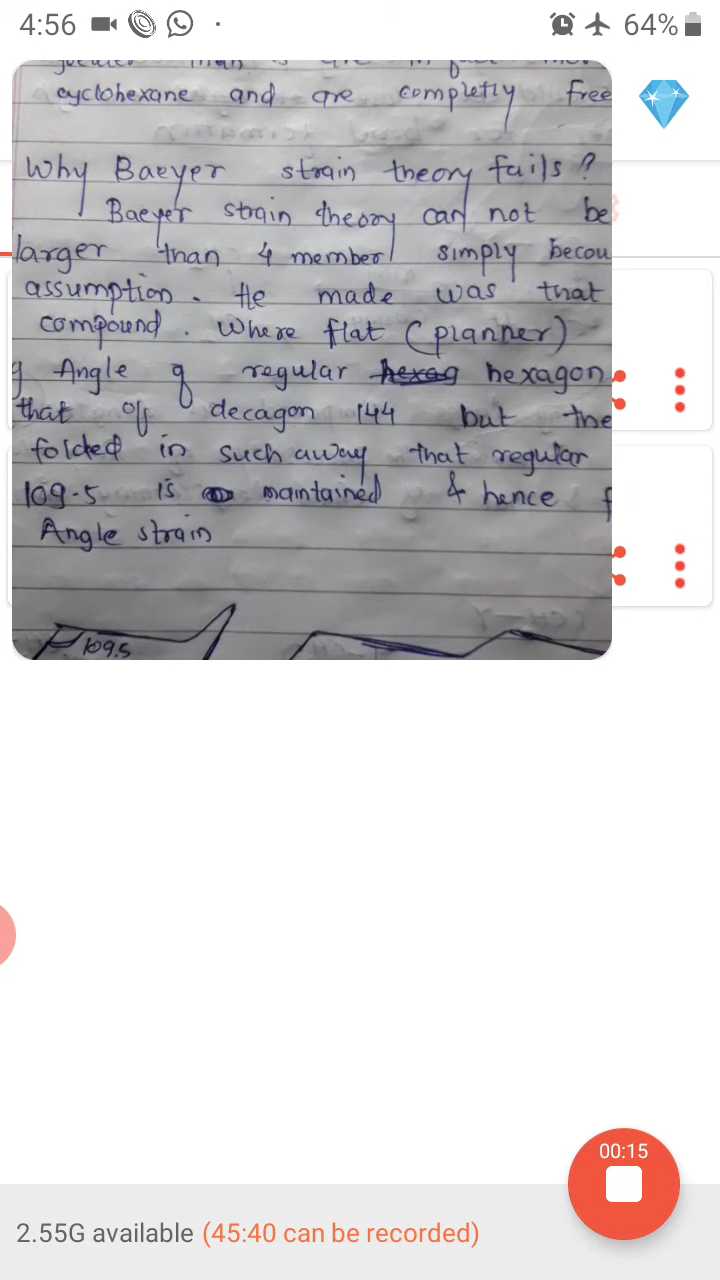 4:56
64%
cyclohexane and are completly free
Why Baeyer strain theory fails?
Baeyer strain theory can not be
larger than 4 member simply becou
assumption. He made was that
compound. Where flat (planner)
g Angle of regular hexagon
that of decagon 144 but the
folded in such away that regular
109.5 is maintained & hence f
Angle strain
109.5
00:15
2.55G available (45:40 can be recorded)